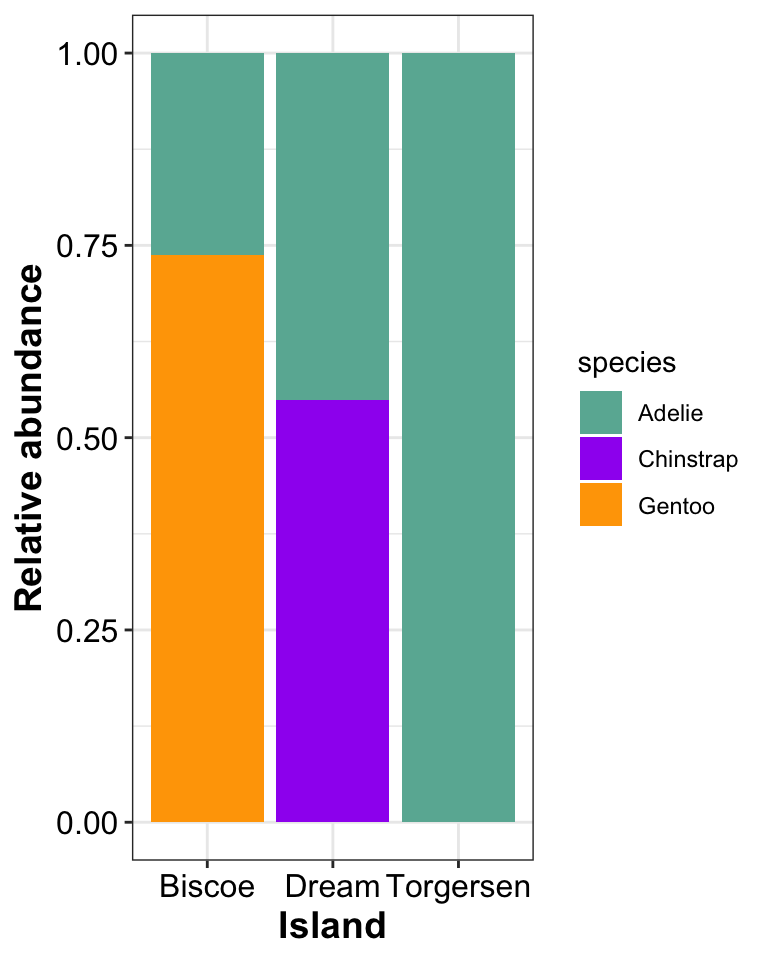 1.00
0.75
0.50
0.25
0.00
Relative abundance
Biscoe Dream Torgersen
Island
species
Adelie
Chinstrap
Gentoo